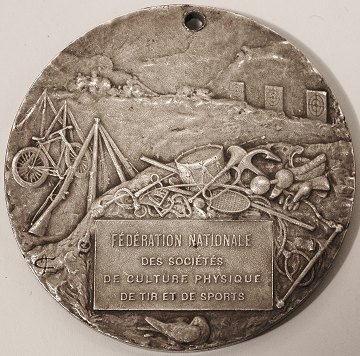 FÉDÉRATION NATIONALE
DES SOCIÉTÉS
DE CULTURE PHYSIQUE
DE TIR ET DE SPORTS